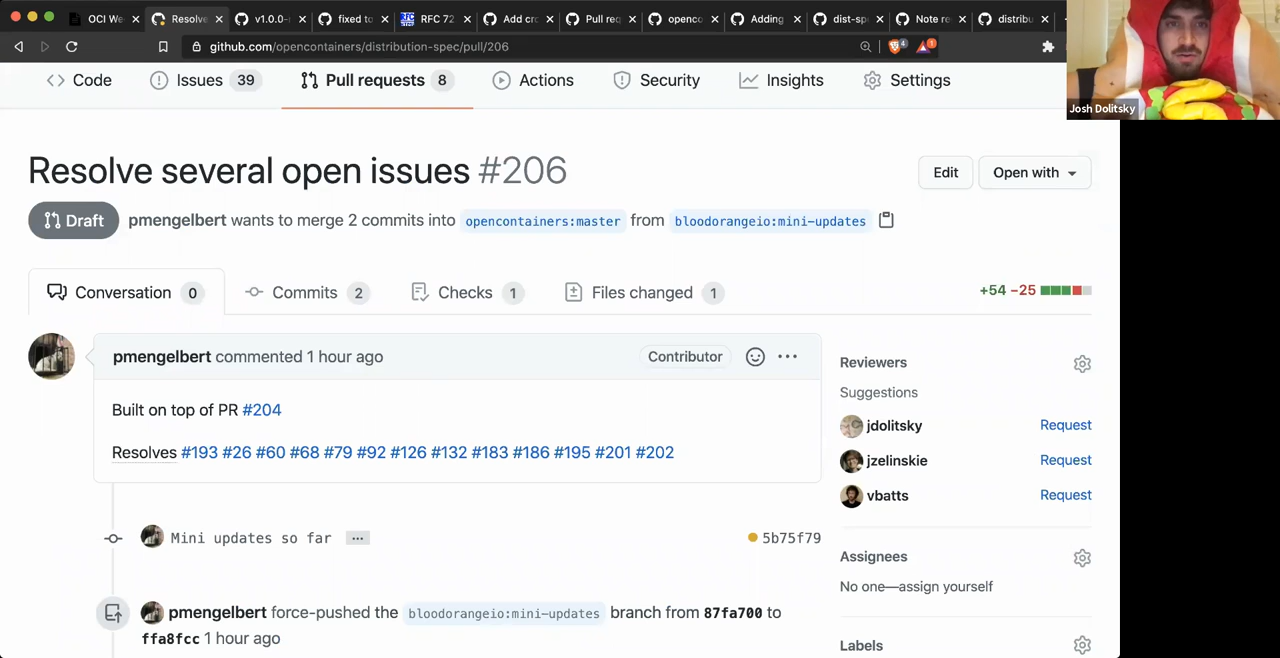 OCI We
Resolve
v1.0.0-
fixed to
RFC 72
Add cr
Pull req
openco
Adding
dist-sp
Note re
distribu
github.com/opencontainers/distribution-spec/pull/206
4
1
Josh Dolitsky
Code
Issues 39
Pull requests 8
Actions
Security
Insights
Settings
Resolve several open issues #206
Edit
Open with
Draft
pmengelbert wants to merge 2 commits into opencontainers:master from bloodorangeio:mini-updates
Conversation 0
Commits 2
Checks 1
Files changed 1
+54 −25
pmengelbert commented 1 hour ago
Contributor
Built on top of PR #204
Resolves #193 #26 #60 #68 #79 #92 #126 #132 #183 #186 #195 #201 #202
Mini updates so far
5b75f79
pmengelbert force-pushed the bloodorangeio:mini-updates branch from 87fa700 to
ffa8fcc 1 hour ago
Reviewers
Suggestions
jdolitsky
Request
jzelinskie
Request
vbatts
Request
Assignees
No one—assign yourself
Labels